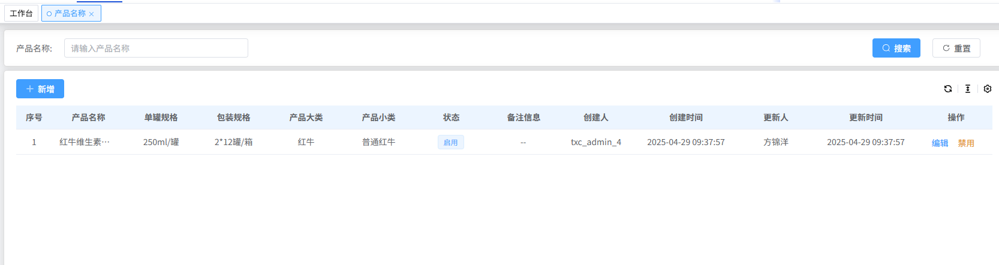 工作台 产品名称
产品名称: 请输入产品名称 搜索 重置
新增
序号 产品名称 单罐规格 包装规格 产品大类 产品小类 状态 备注信息 创建人 创建时间 更新人 更新时间 操作
1 红牛维生素… 250ml/罐 2*12罐/箱 红牛 普通红牛 启用 -- txc_admin_4 2025-04-29 09:37:57 方锦洋 2025-04-29 09:37:57 编辑 禁用